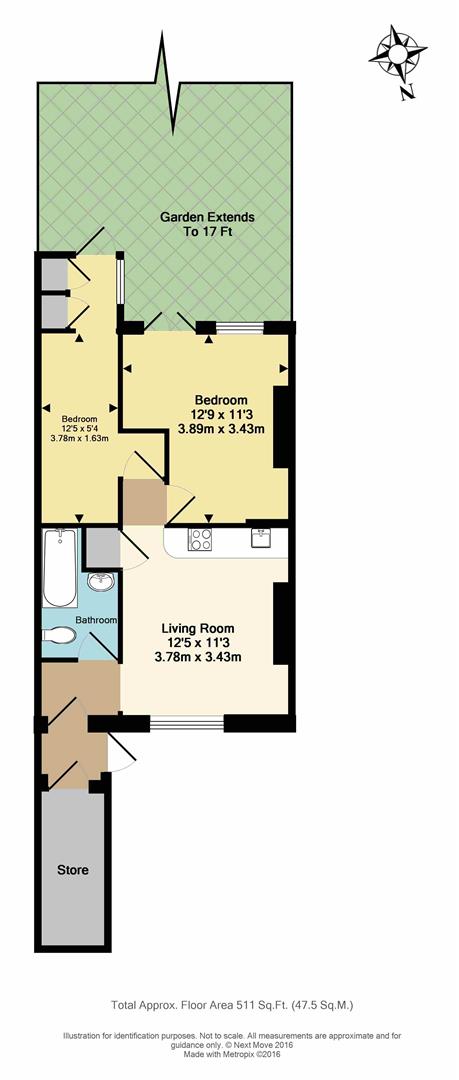 N
Garden Extends
To 17 Ft
Bedroom
12'5 x 5'4
3.78m x 1.63m
Bedroom
12'9 x 11'3
3.89m x 3.43m
Bathroom
Living Room
12'5 x 11'3
3.78m x 3.43m
Store
Total Approx. Floor Area 511 Sq.Ft. (47.5 Sq.M.)
Illustration for identification purposes. Not to scale. All measurements are approximate and for
guidance only. © Next Move 2016
Made with Metropix ©2016